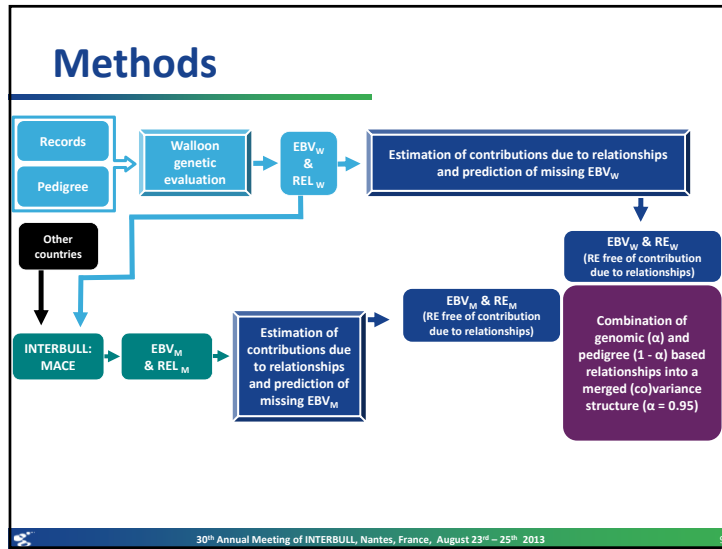 Methods
Records
Pedigree
Walloon
genetic
evaluation
EBVW
&
REL W
Estimation of contributions due to relationships
and prediction of missing EBVW
Other
countries
EBVW & REW
(RE free of contribution
due to relationships)
EBVM & REM
(RE free of contribution
due to relationships)
INTERBULL:
MACE
EBVM
& REL M
Estimation of
contributions due
to relationships
and prediction of
missing EBVM
Combination of
genomic (α) and
pedigree (1 - α) based
relationships into a
merged (co)variance
structure (α = 0.95)
30th Annual Meeting of INTERBULL, Nantes, France, August 23rd – 25th 2013